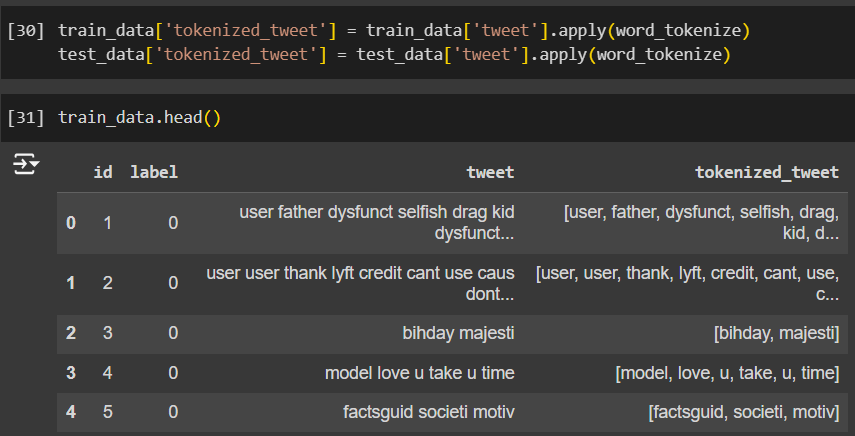 [30] train_data['tokenized_tweet'] = train_data['tweet'].apply(word_tokenize)
test_data['tokenized_tweet'] = test_data['tweet'].apply(word_tokenize)
[31] train_data.head()
id label tweet tokenized_tweet
0 1 0 user father dysfunct selfish drag kid dysfunct... [user, father, dysfunct, selfish, drag, kid, d...
1 2 0 user user thank lyft credit cant use caus dont... [user, user, thank, lyft, credit, cant, use, c...
2 3 0 bihday majesti [bihday, majesti]
3 4 0 model love u take u time [model, love, u, take, u, time]
4 5 0 factsguid societi motiv [factsguid, societi, motiv]